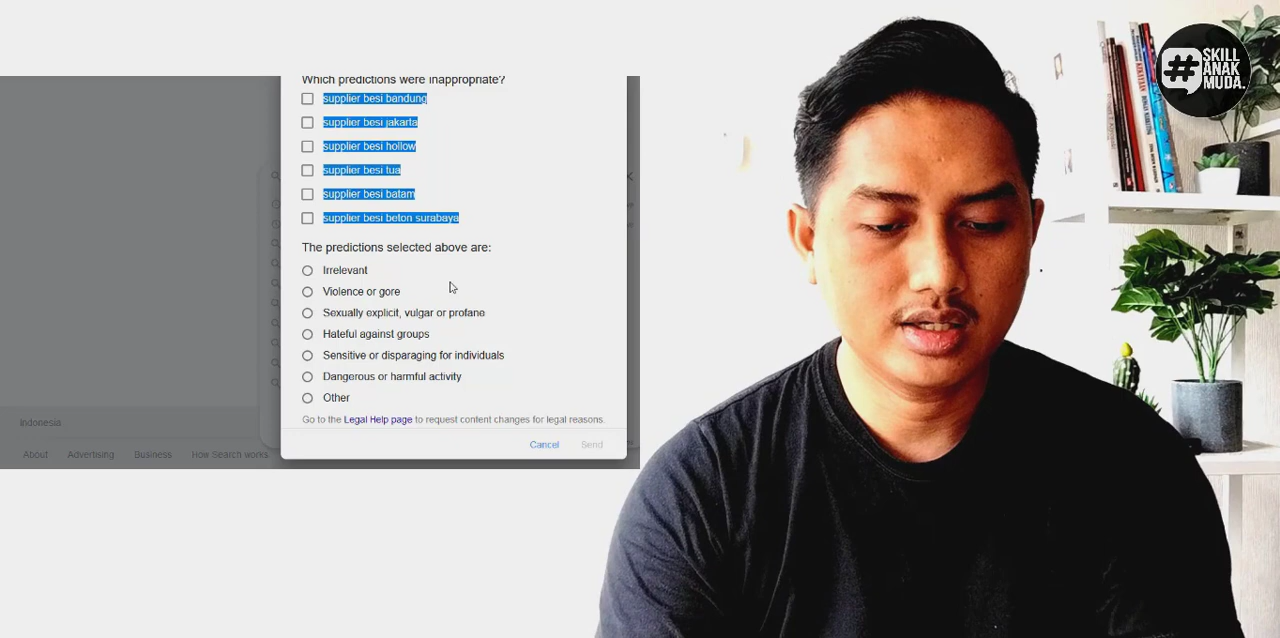 Which predictions were inappropriate?
supplier besi bandung
supplier besi jakarta
supplier besi hollow
supplier besi tua
supplier besi batam
supplier besi beton surabaya
The predictions selected above are:
Irrelevant
Violence or gore
Sexually explicit, vulgar or profane
Hateful against groups
Sensitive or disparaging for individuals
Dangerous or harmful activity
Other
Go to the Legal Help page to request content changes for legal reasons.
Cancel Send
Indonesia
About Advertising Business How Search works
#SKILL
ANAK
MUDA.